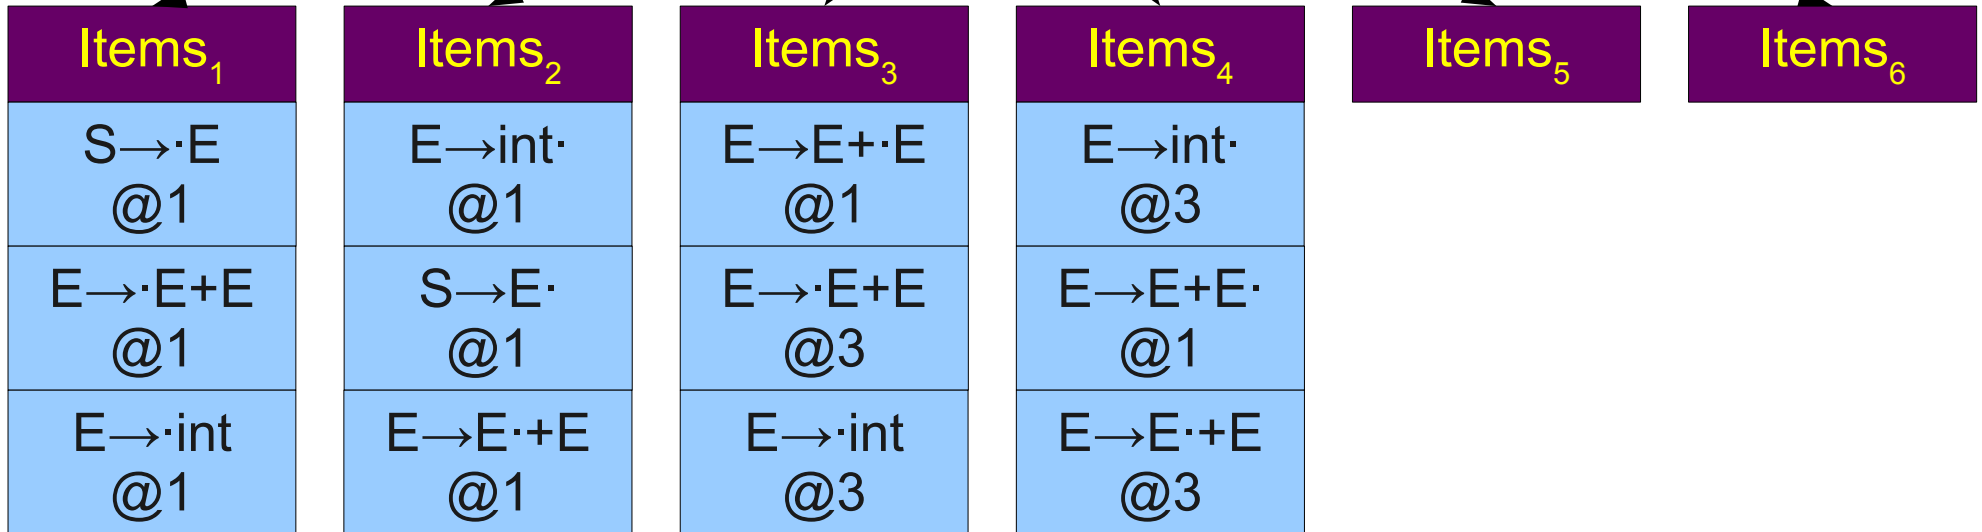 Items₁ Items₂ Items₃ Items₄ Items₅ Items₆
S→·E E→int· E→E+·E E→int·
@1 @1 @1 @3
E→·E+E S→E· E→·E+E E→E+E·
@1 @1 @3 @1
E→·int E→E·+E E→·int E→E·+E
@1 @1 @3 @3